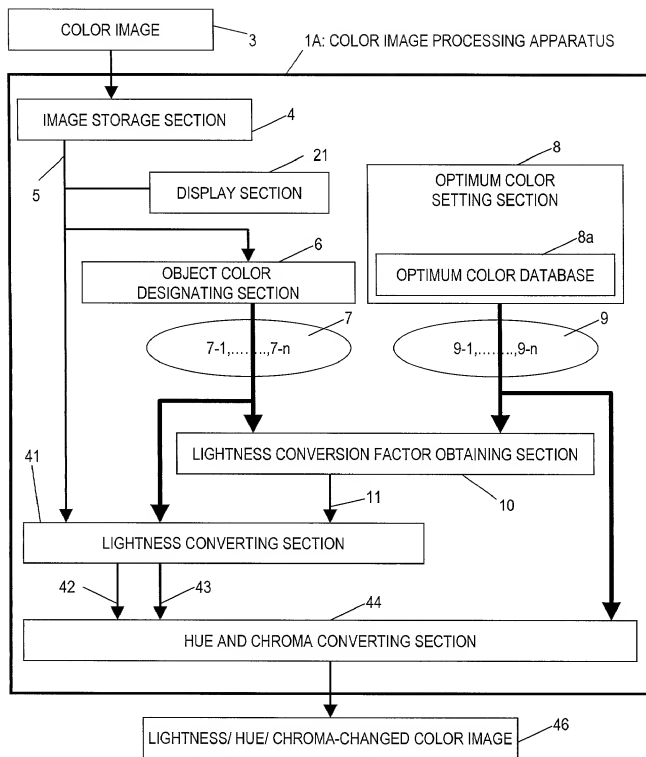 COLOR IMAGE
3
1A: COLOR IMAGE PROCESSING APPARATUS
IMAGE STORAGE SECTION
4
5
21
DISPLAY SECTION
8
OPTIMUM COLOR
SETTING SECTION
8a
OPTIMUM COLOR DATABASE
6
OBJECT COLOR
DESIGNATING SECTION
7
7-1,........,7-n
9
9-1,........,9-n
LIGHTNESS CONVERSION FACTOR OBTAINING SECTION
10
41
11
LIGHTNESS CONVERTING SECTION
42
43
44
HUE AND CHROMA CONVERTING SECTION
LIGHTNESS/ HUE/ CHROMA-CHANGED COLOR IMAGE
46